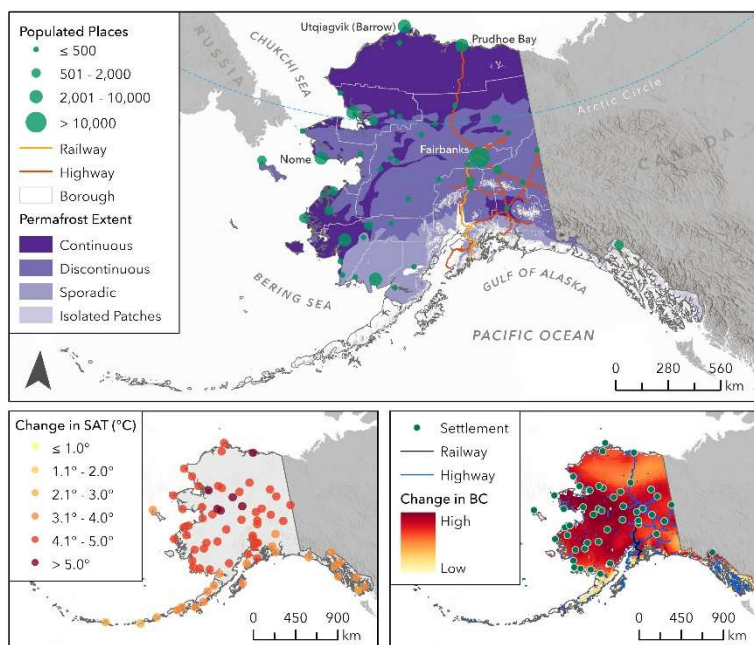 Populated Places
≤ 500
501 - 2,000
2,001 - 10,000
> 10,000
Railway
Highway
Borough
Permafrost Extent
Continuous
Discontinuous
Sporadic
Isolated Patches
RUSSIA
CHUKCHI SEA
Utqiagvik (Barrow)
Prudhoe Bay
Arctic Circle
CANADA
Fairbanks
Nome
BERING SEA
GULF OF ALASKA
PACIFIC OCEAN
0 280 560
km
Change in SAT (°C)
≤ 1.0°
1.1° - 2.0°
2.1° - 3.0°
3.1° - 4.0°
4.1° - 5.0°
> 5.0°
0 450 900
km
Settlement
Railway
Highway
Change in BC
High
Low
0 450 900
km